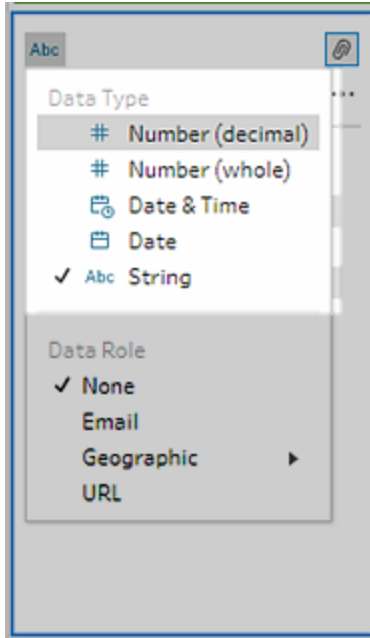 Abc
Data Type
# Number (decimal)
# Number (whole)
Date & Time
Date
Abc String
Data Role
None
Email
Geographic
URL